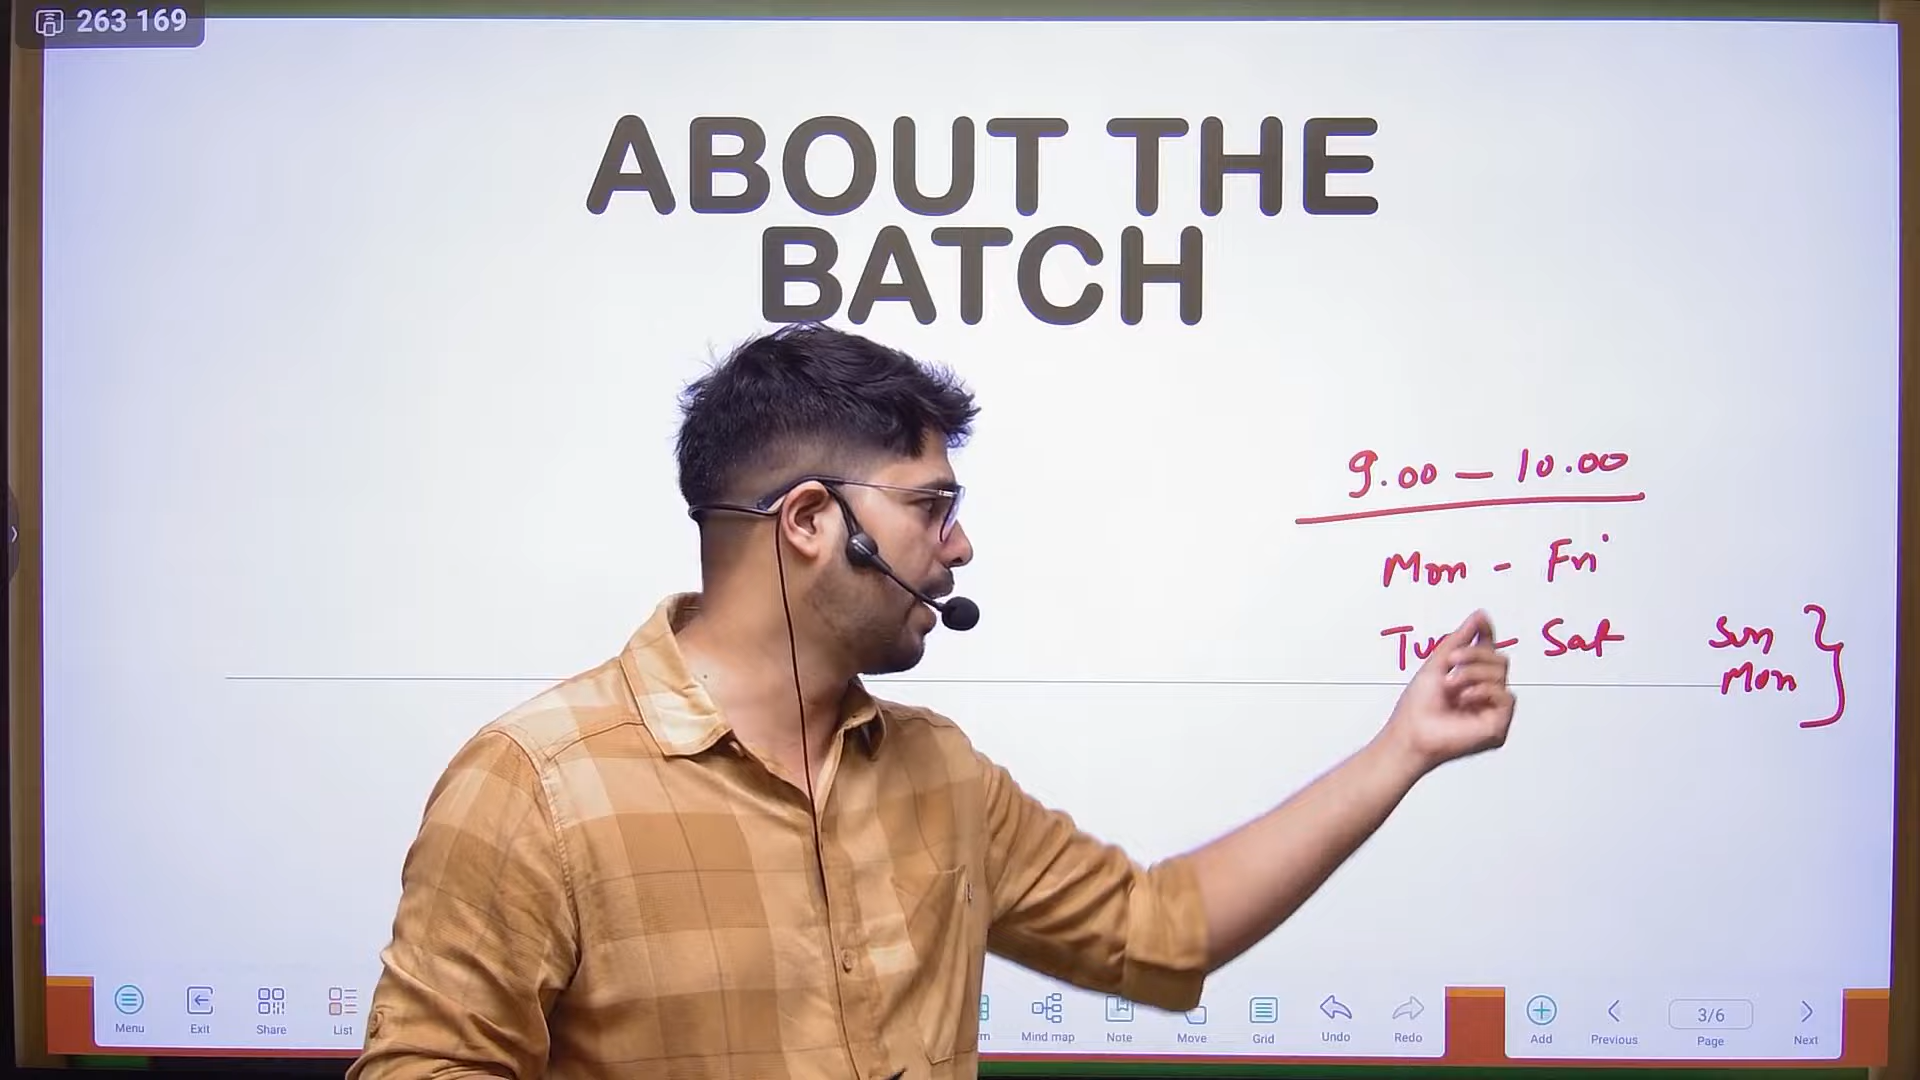 263 169
ABOUT THE
BATCH
9.00 – 10.00
Mon - Fri
Sat
Sun
Mon
Menu
Exit
Share
List
Mind map
Note
Move
Grid
Undo
Redo
Add
Previous
3/6
Page
Next